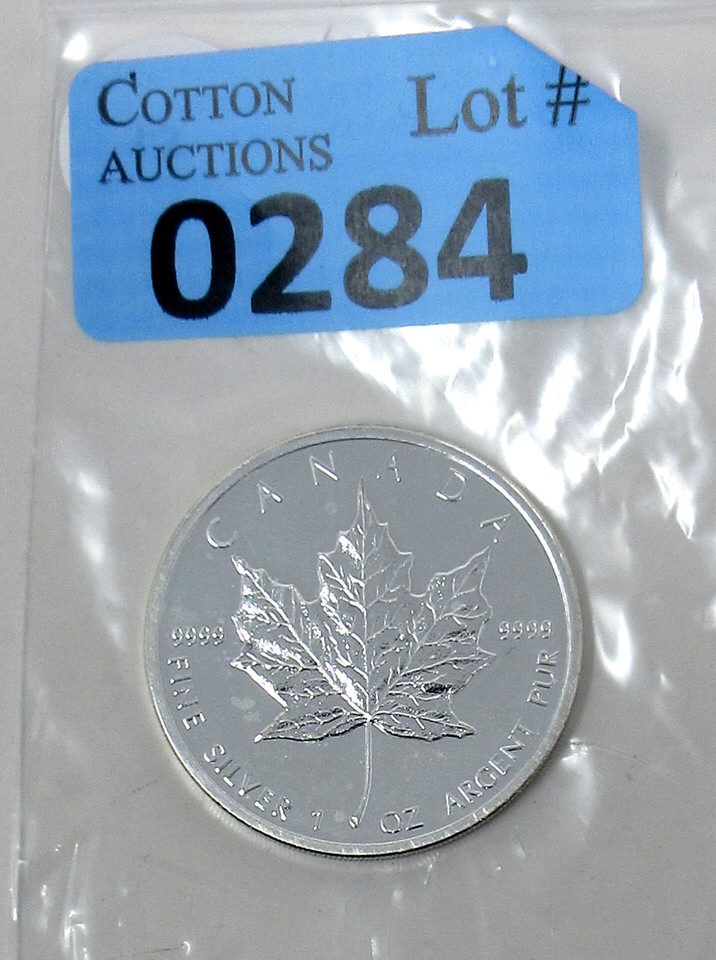 COTTON
AUCTIONS
Lot #
0284
CANADA
9999 9999
FINE SILVER 1 OZ ARGENT PUR